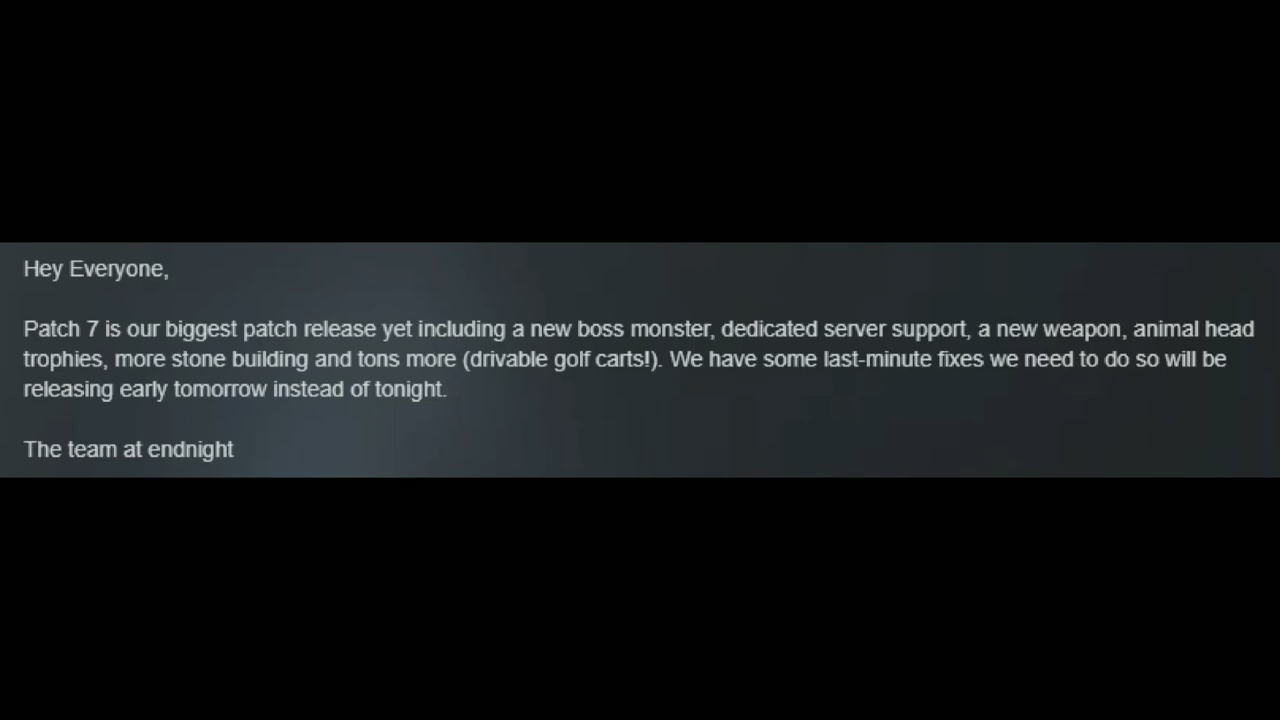 Hey Everyone,
Patch 7 is our biggest patch release yet including a new boss monster, dedicated server support, a new weapon, animal head
trophies, more stone building and tons more (drivable golf carts!). We have some last-minute fixes we need to do so will be
releasing early tomorrow instead of tonight.
The team at endnight